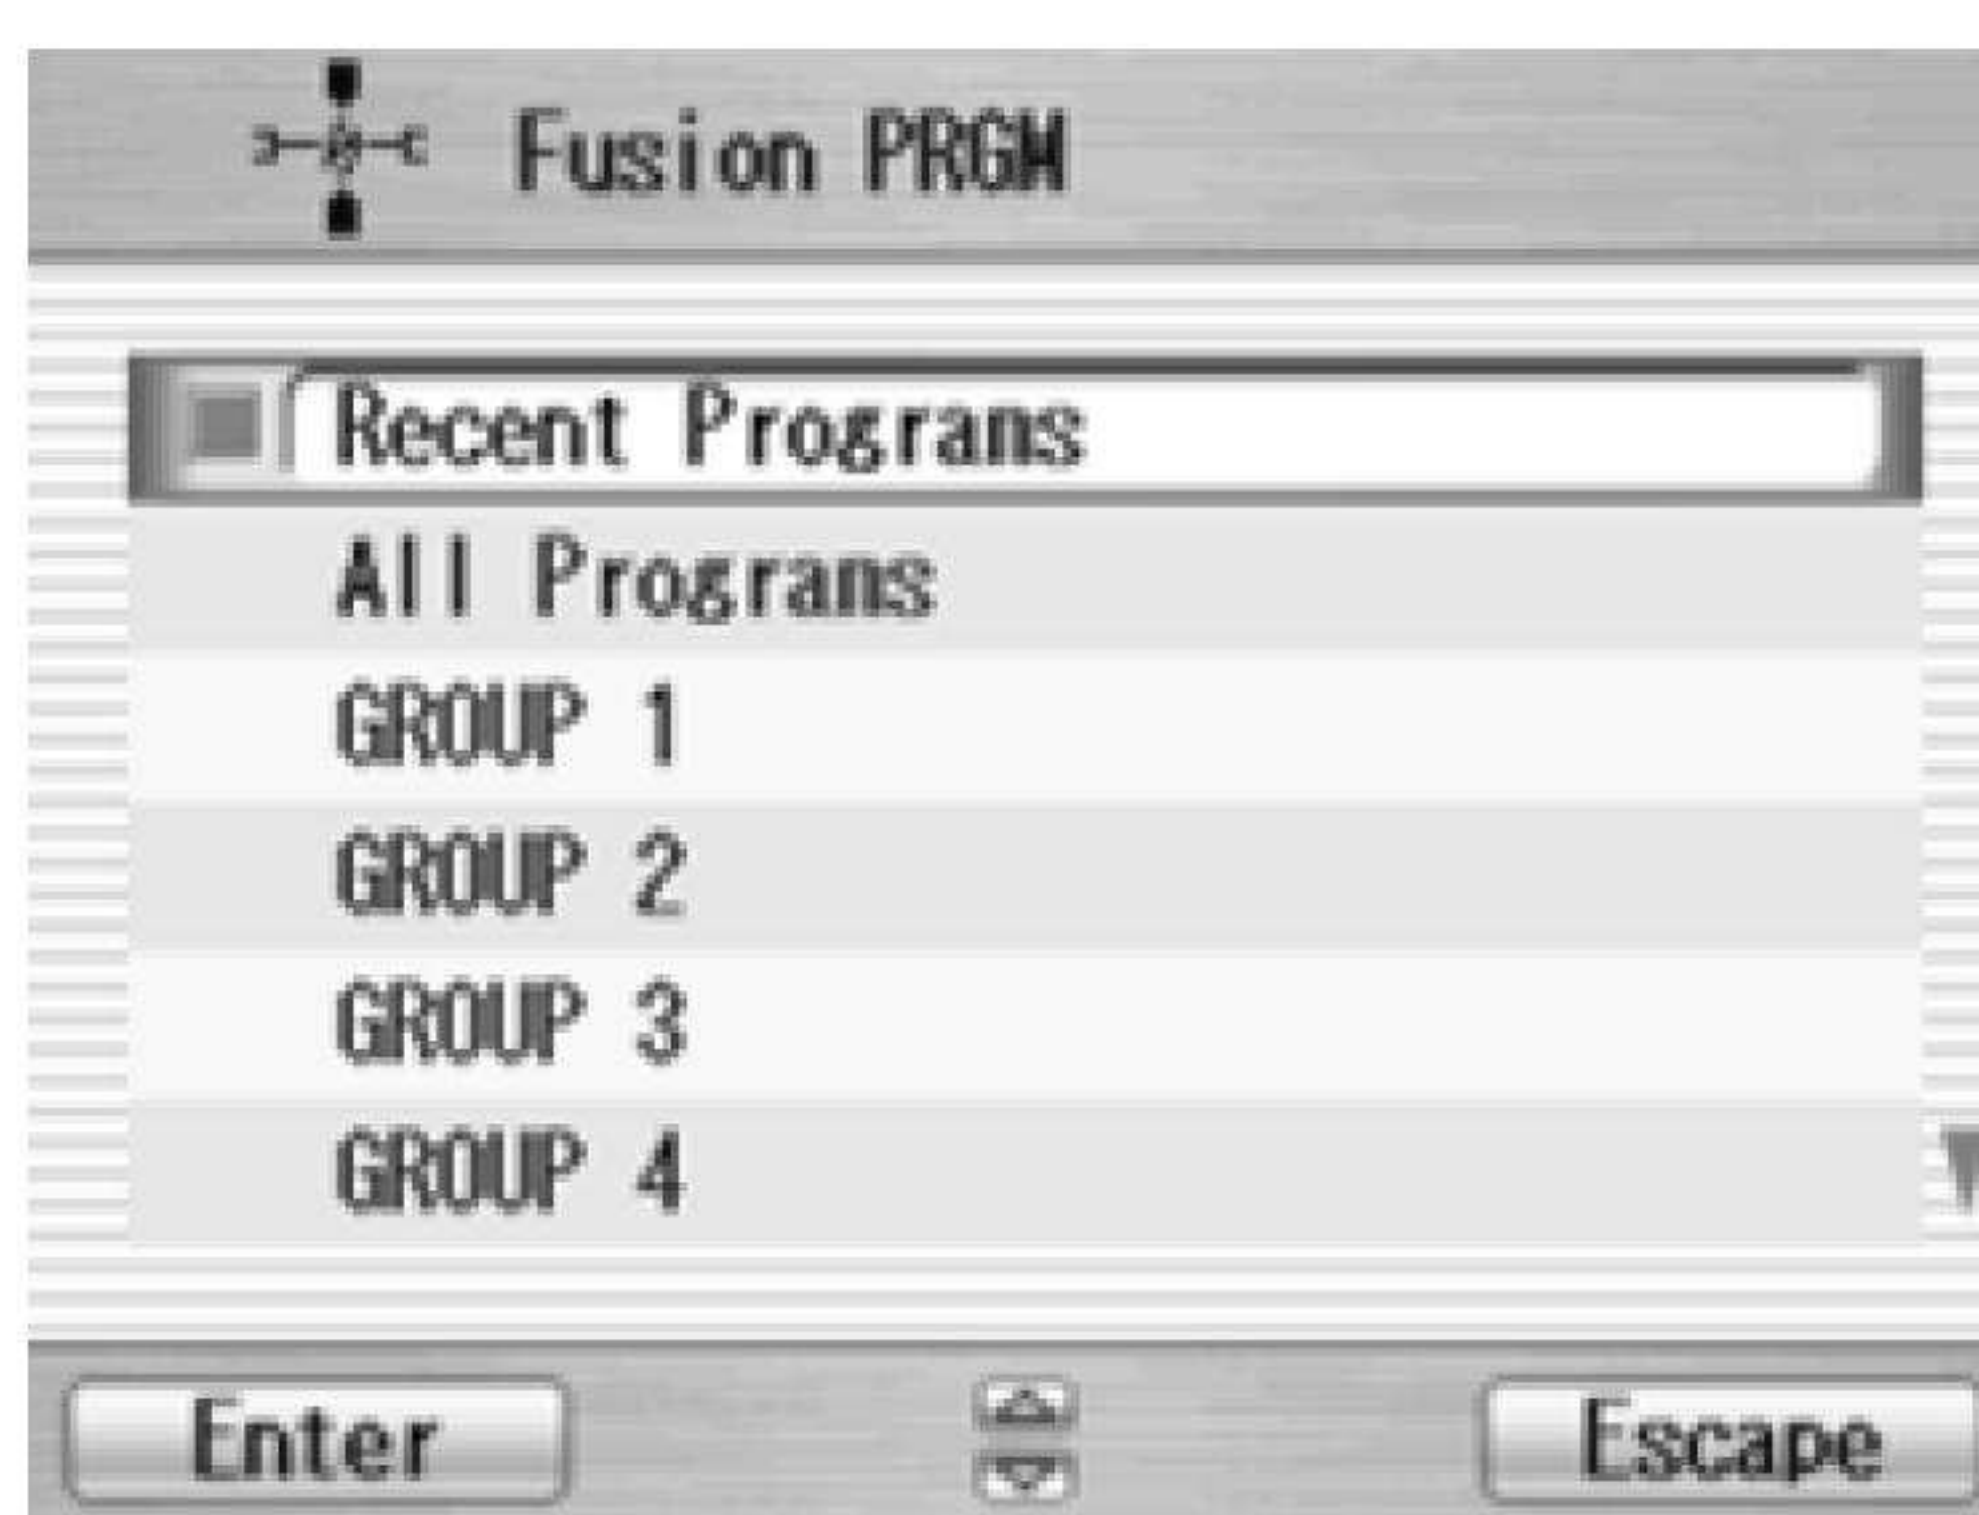 Fusion PRGM
Recent Programs
All Programs
GROUP 1
GROUP 2
GROUP 3
GROUP 4
Enter
Escape